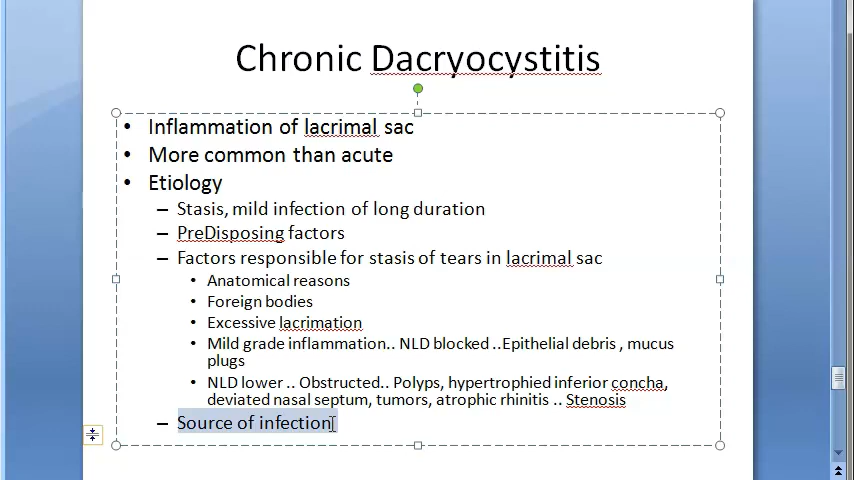 Chronic Dacryocystitis
• Inflammation of lacrimal sac
• More common than acute
• Etiology
– Stasis, mild infection of long duration
– PreDisposing factors
– Factors responsible for stasis of tears in lacrimal sac
• Anatomical reasons
• Foreign bodies
• Excessive lacrimation
• Mild grade inflammation.. NLD blocked ..Epithelial debris , mucus
plugs
• NLD lower .. Obstructed.. Polyps, hypertrophied inferior concha,
deviated nasal septum, tumors, atrophic rhinitis .. Stenosis
– Source of infection